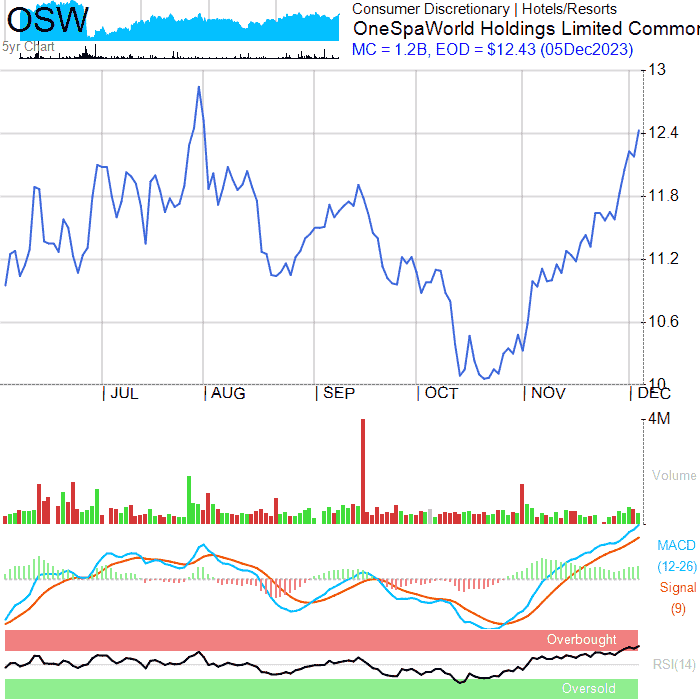 OSW
5yr Chart
Consumer Discretionary | Hotels/Resorts
OneSpaWorld Holdings Limited Common
MC = 1.2B, EOD = $12.43 (05Dec2023)
13
12.4
11.8
11.2
10.6
10
| JUL | AUG | SEP | OCT | NOV | DEC
4M
Volume
MACD
(12-26)
Signal
(9)
Overbought
RSI(14)
Oversold